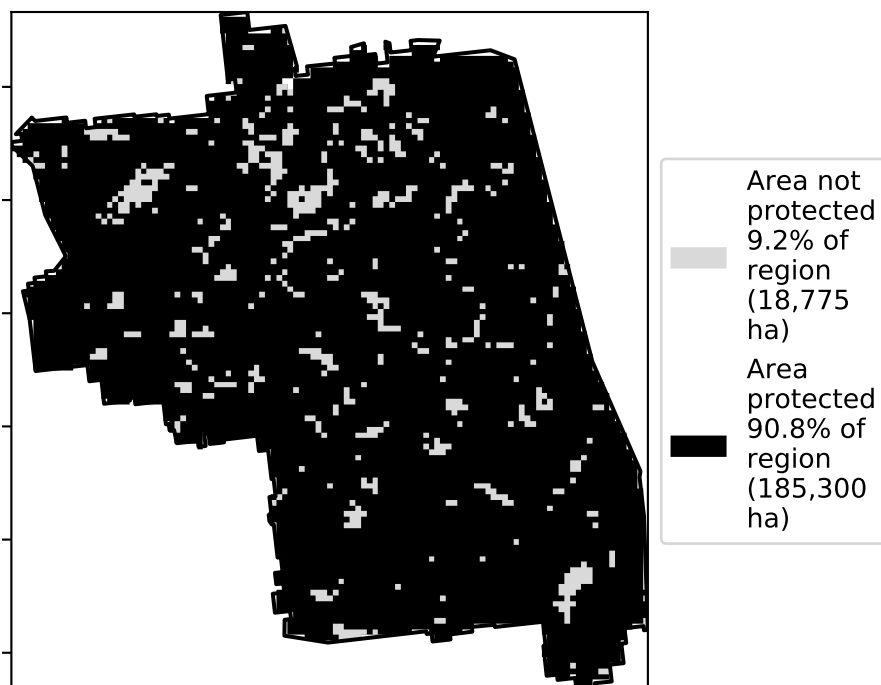 Area not
protected
9.2% of
region
(18,775
ha)
Area
protected
90.8% of
region
(185,300
ha)